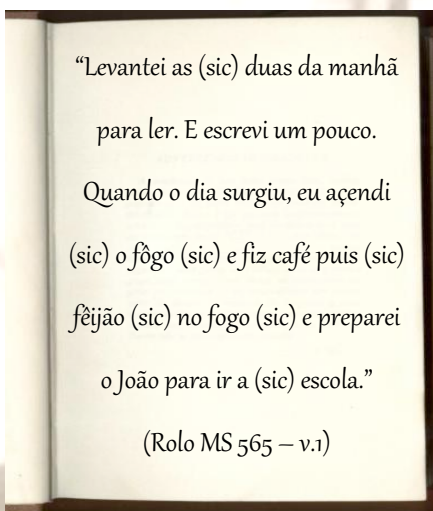 “Levantei as (sic) duas da manhã
para ler. E escrevi um pouco.
Quando o dia surgiu, eu açendi
(sic) o fôgo (sic) e fiz café puis (sic)
fêijão (sic) no fogo (sic) e preparei
o João para ir a (sic) escola.”
(Rolo MS 565 – v.1)